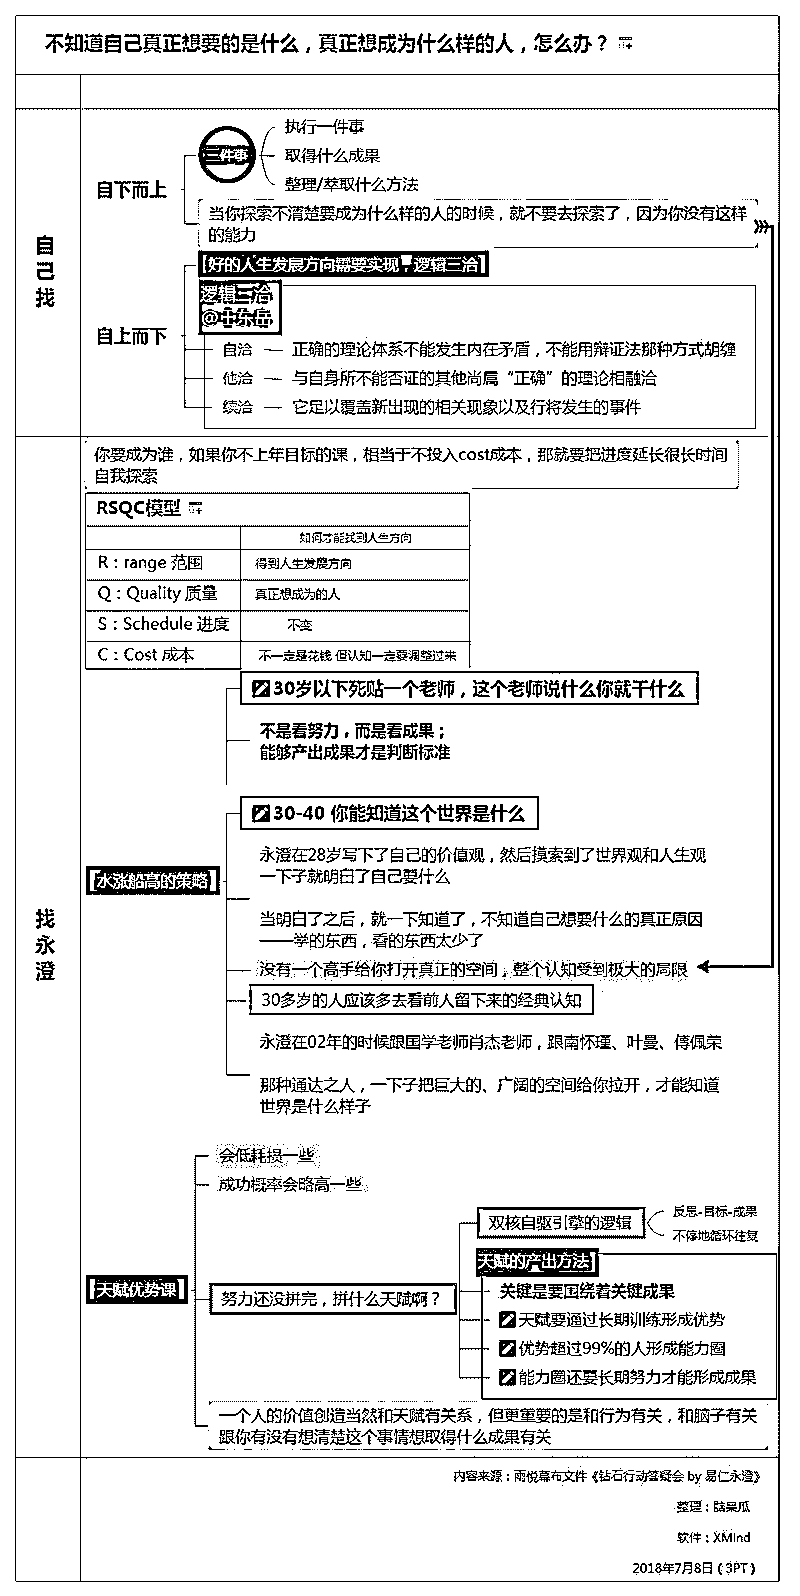 不知道自己真正想要的是什么，真正想成为什么样的人，怎么办？
自己找
自下而上
三件事
执行一件事
取得什么成果
整理/萃取什么方法
当你探索不清楚要成为什么样的人的时候，就不要去探索了，因为你没有这样
的能力
自上而下
【好的人生发展方向需要实现，逻辑三洽】
逻辑三洽
@王东岳
自洽 — 正确的理论体系不能发生内在矛盾，不能用辩证法那种方式胡缠
他洽 — 与自身所不能否证的其他尚属“正确”的理论相融洽
续洽 — 它足以覆盖新出现的相关现象以及行将发生的事件
找永澄
你要成为谁，如果你不上年目标的课，相当于不投入cost成本，那就要把进度延长很长时间
自我探索
RSQC模型
如何才能找到人生方向
R：range 范围 得到人生发展方向
Q：Quality 质量 真正想成为的人
S：Schedule 进度 不变
C：Cost 成本 不一定是花钱 但认知一定要调整过来
【水涨船高的策略】
30岁以下死贴一个老师，这个老师说什么你就干什么
不是看努力，而是看成果；
能够产出成果才是判断标准
30-40 你能知道这个世界是什么
永澄在28岁写下了自己的价值观，然后摸索到了世界观和人生观
一下子就明白了自己要什么
当明白了之后，就一下知道了，不知道自己想要什么的真正原因
——学的东西，看的东西太少了
没有一个高手给你打开真正的空间，整个认知受到极大的局限
30多岁的人应该多去看前人留下来的经典认知
永澄在02年的时候跟国学老师肖杰老师，跟南怀瑾、叶曼、傅佩荣
那种通达之人，一下子把巨大的、广阔的空间给你拉开，才能知道
世界是什么样子
【天赋优势课】
会低耗损一些
成功概率会略高一些
努力还没拼完，拼什么天赋啊？
双核自驱引擎的逻辑
反思-目标-成果
不停地循环往复
天赋的产出方法
关键是要围绕着关键成果
天赋要通过长期训练形成优势
优势超过99%的人形成能力圈
能力圈还要长期努力才能形成成果
一个人的价值创造当然和天赋有关系，但更重要的是和行为有关，和脑子有关
跟你有没有想清楚这个事情想取得什么成果有关
内容来源：雨悦幕布文件《钻石行动答疑会 by 易仁永澄》
整理：呆瓜
软件：XMind
2018年7月8日（3PT）